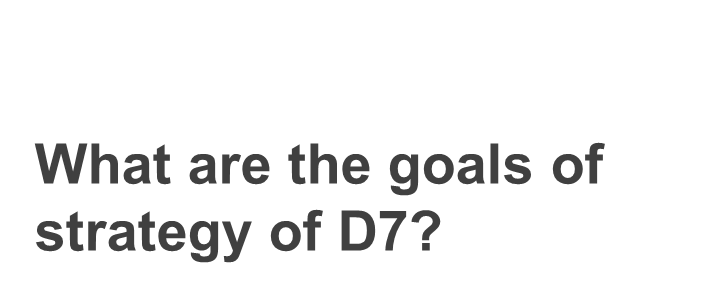 What are the goals of
strategy of D7?